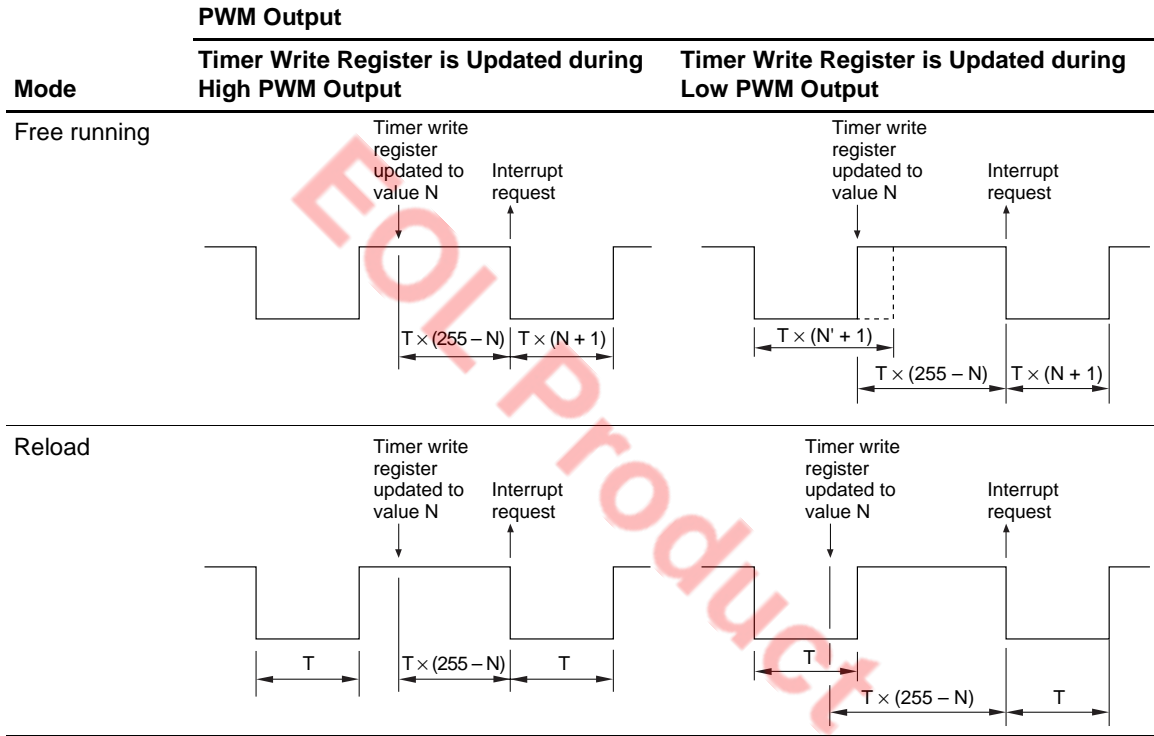 PWM Output
Mode
Timer Write Register is Updated during
High PWM Output
Timer Write Register is Updated during
Low PWM Output
Free running
Timer write
register
updated to
value N
Interrupt
request
T × (255 – N)
T × (N + 1)
Timer write
register
updated to
value N
Interrupt
request
T × (N' + 1)
T × (255 – N)
T × (N + 1)
Reload
Timer write
register
updated to
value N
Interrupt
request
T
T × (255 – N)
T
Timer write
register
updated to
value N
Interrupt
request
T
T × (255 – N)
T
EOL Product